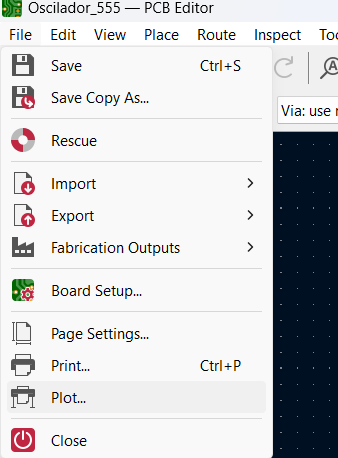 Oscilador_555 — PCB Editor
File Edit View Place Route Inspect
Save Ctrl+S
Save Copy As...
Via: use
Rescue
Import
Export
Fabrication Outputs
Board Setup...
Page Settings...
Print... Ctrl+P
Plot...
Close